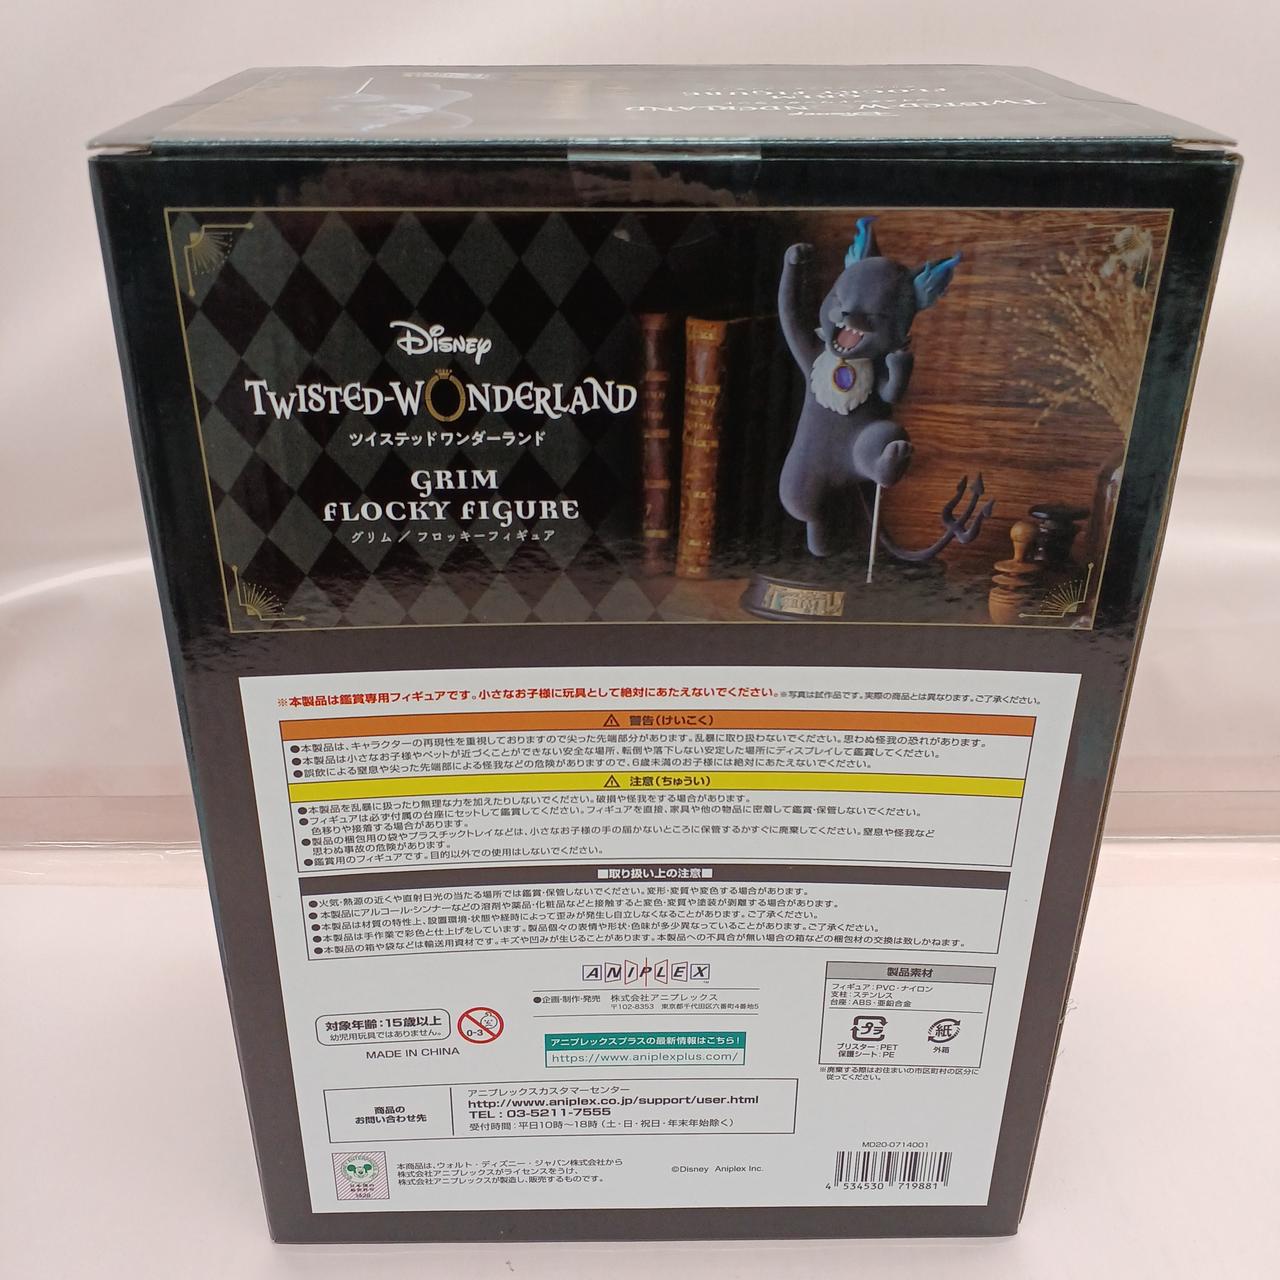 Disney
TWISTED-WONDERLAND
FLOCKY FIGURE
Disney
TWISTED-WONDERLAND
ツイステッドワンダーランド
GRIM
FLOCKY FIGURE
グリム／フロッキーフィギュア
※本製品は鑑賞専用フィギュアです。小さなお子様に玩具として絶対にあたえないでください。※写真は試作品です。実際の商品とは異なります。ご了承ください。
⚠ 警告(けいこく)
●本製品は、キャラクターの再現性を重視しておりますので尖った先端部分があります。乱暴に取り扱わないでください。思わぬ怪我の恐れがあります。
●本製品は小さなお子様やペットが近づくことができない安全な場所、転倒や落下しない安定した場所にディスプレイして鑑賞してください。
●誤飲による窒息や尖った先端部による怪我などの危険がありますので、6歳未満のお子様には絶対にあたえないでください。
⚠ 注意(ちゅうい)
●本製品を乱暴に扱ったり無理な力を加えたりしないでください。破損や怪我をする場合があります。
●フィギュアは必ず付属の台座にセットして鑑賞してください。フィギュアを直接、家具や他の物品に密着して鑑賞・保管しないでください。
色移りや接着する場合があります。
●製品の梱包用の袋やプラスチックトレイなどは、小さなお子様の手の届かないところに保管するかすぐに廃棄してください。窒息や怪我など
思わぬ事故の危険があります。
●鑑賞用のフィギュアです。目的以外での使用はしないでください。
■取り扱い上の注意■
●火気・熱源の近くや直射日光の当たる場所では鑑賞・保管しないでください。変形・変質や変色する場合があります。
●本製品にアルコール・シンナーなどの溶剤や薬品・化粧品などと接触すると変色・変質や塗装が剥離する場合があります。
●本製品は材質の特性上、設置環境・状態や経時によって歪みが発生し自立しなくなることがあります。ご了承ください。
●本製品は手作業で彩色と仕上げをしています。製品個々の表情や形状・色味が多少異なっていることがあります。ご了承ください。
●本製品の箱や袋などは輸送用資材です。キズや凹みが生じることがあります。本製品への不具合が無い場合の箱などの梱包材の交換は致しかねます。
ANIPLEX
●企画・制作・発売 株式会社アニプレックス
〒102-8353 東京都千代田区六番町4番地5
対象年齢：15歳以上
幼児用玩具ではありません。
0-3
MADE IN CHINA
アニプレックスプラスの最新情報はこちら！
https://www.aniplexplus.com/
製品素材
フィギュア：PVC・ナイロン
支柱：ステンレス
台座：ABS・亜鉛合金
プラ
ブリスター：PET
保護シート：PE
紙
外箱
※廃棄する際はお住まいの市区町村の区分に
従ってください。
商品の
お問い合わせ先
アニプレックスカスタマーセンター
http://www.aniplex.co.jp/support/user.html
TEL : 03-5211-7555
受付時間：平日10時〜18時（土・日・祝日・年末年始除く）
本商品は、ウォルト・ディズニー・ジャパン株式会社から
株式会社アニプレックスがライセンスをうけ、
株式会社アニプレックスが製造し、販売するものです。
©Disney Aniplex Inc.
MD20-0714001
4 534530 719881